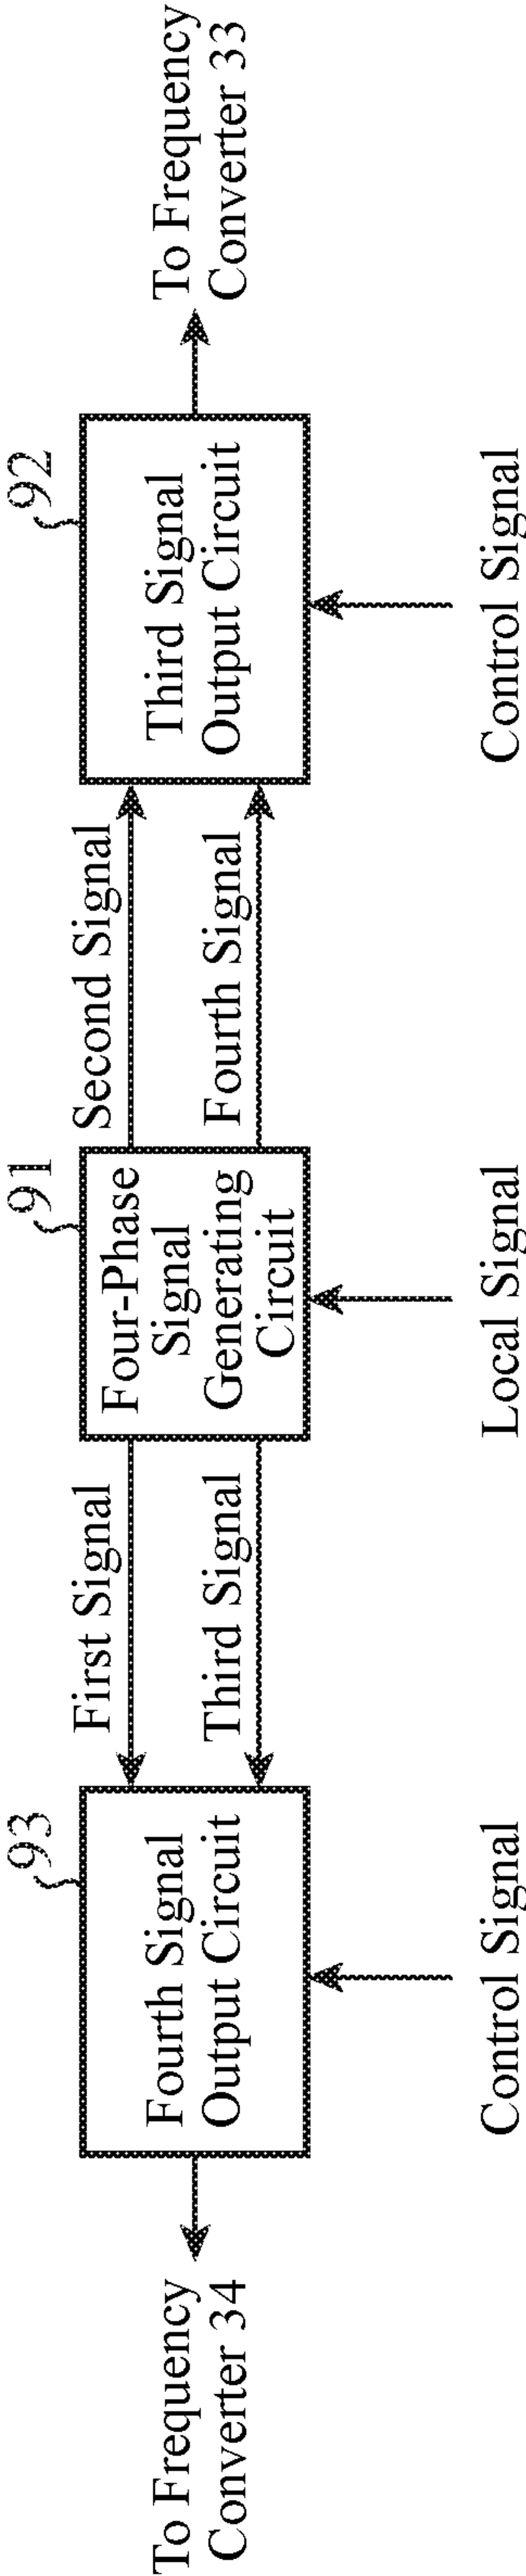 93
91
92
To Frequency
Converter 34
Fourth Signal
Output Circuit
First Signal
Third Signal
Four-Phase
Signal
Generating
Circuit
Second Signal
Fourth Signal
Third Signal
Output Circuit
To Frequency
Converter 33
Control Signal
Local Signal
Control Signal